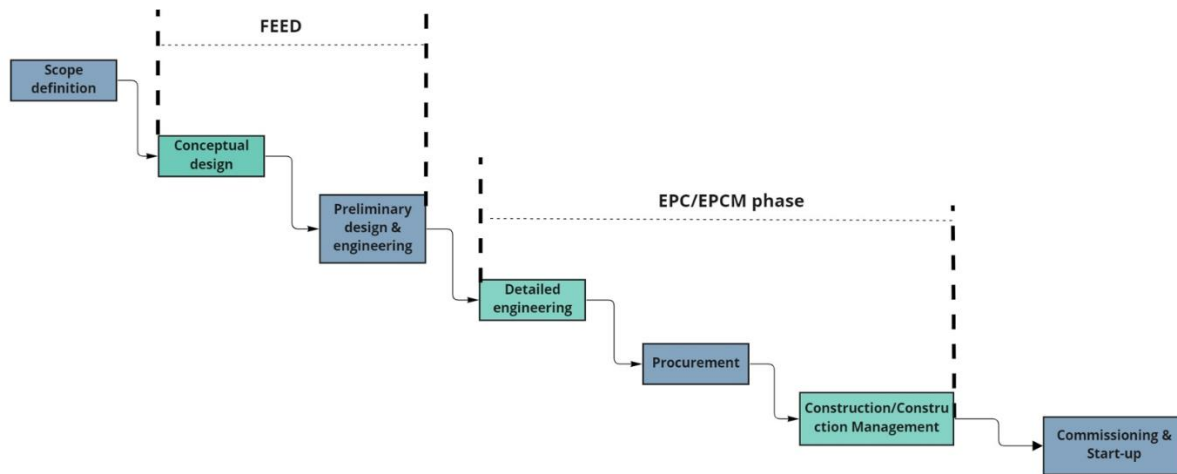 FEED
Scope
definition
Conceptual
design
Preliminary
design &
engineering
EPC/EPCM phase
Detailed
engineering
Procurement
Construction/Constru
ction Management
Commissioning &
Start-up